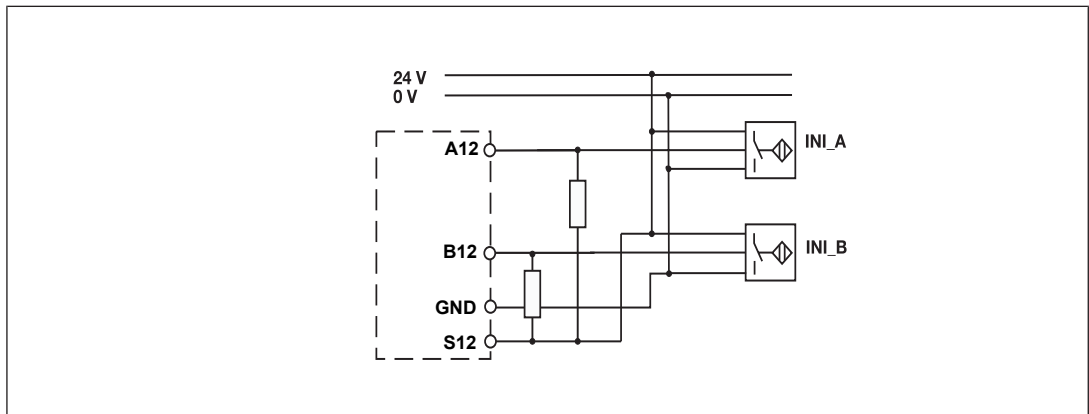 24 V
0 V
A12
INI_A
B12
INI_B
GND
S12